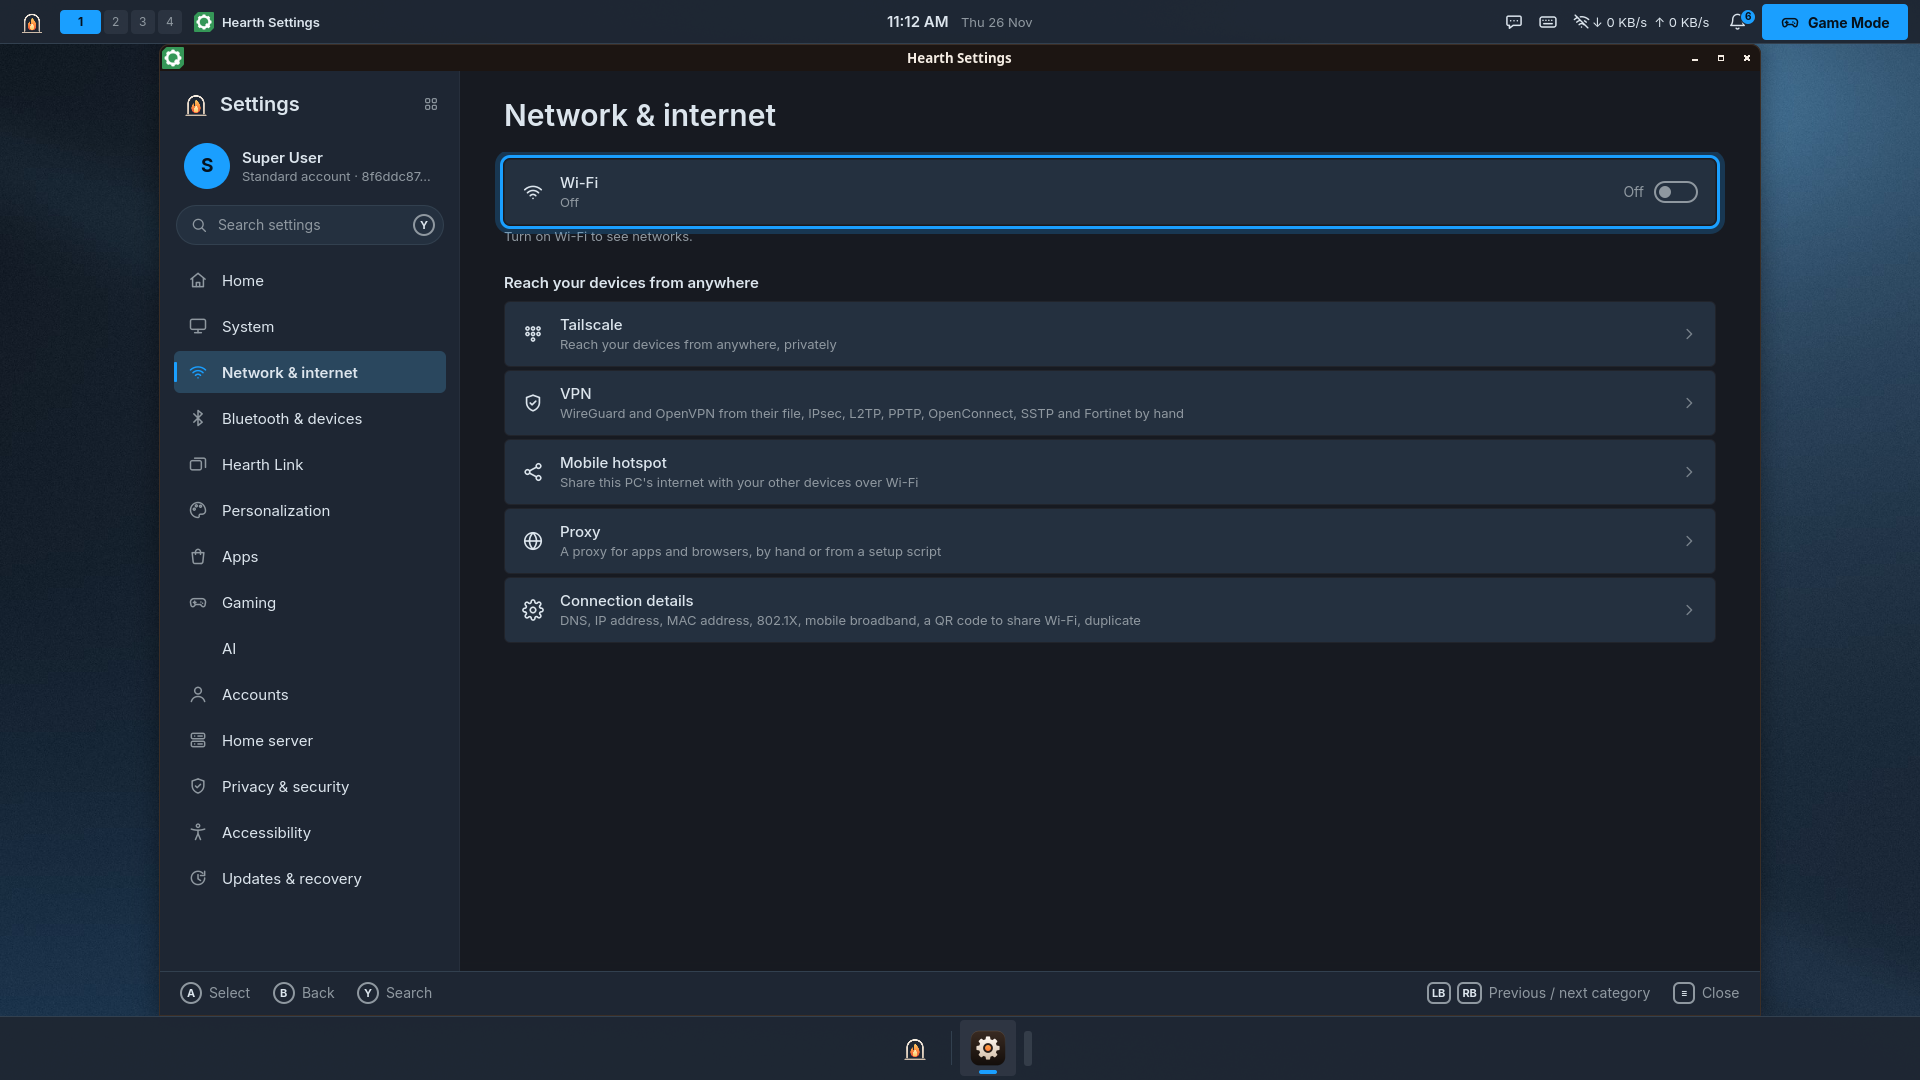 1 2 3 4 Hearth Settings 11:12 AM Thu 26 Nov ↓ 0 KB/s ↑ 0 KB/s 6 Game Mode
Hearth Settings
Settings
S
Super User
Standard account · 8f6ddc87...
Search settings Y
Home
System
Network & internet
Bluetooth & devices
Hearth Link
Personalization
Apps
Gaming
AI
Accounts
Home server
Privacy & security
Accessibility
Updates & recovery
Network & internet
Wi-Fi
Off
Off
Turn on Wi-Fi to see networks.
Reach your devices from anywhere
Tailscale
Reach your devices from anywhere, privately
VPN
WireGuard and OpenVPN from their file, IPsec, L2TP, PPTP, OpenConnect, SSTP and Fortinet by hand
Mobile hotspot
Share this PC's internet with your other devices over Wi-Fi
Proxy
A proxy for apps and browsers, by hand or from a setup script
Connection details
DNS, IP address, MAC address, 802.1X, mobile broadband, a QR code to share Wi-Fi, duplicate
A Select B Back Y Search LB RB Previous / next category ≡ Close